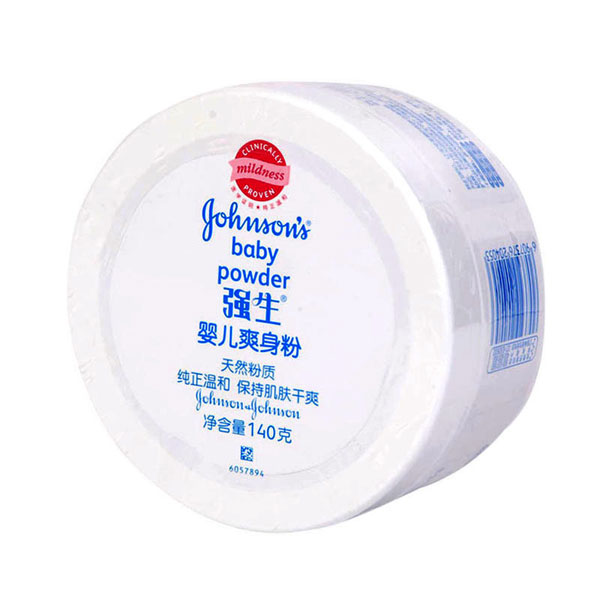 CLINICALLY
mildness
PROVEN
Johnson's®
baby
powder
强生®
婴儿爽身粉
天然粉质
纯正温和 保持肌肤干爽
Johnson & Johnson
净含量140克
6057894